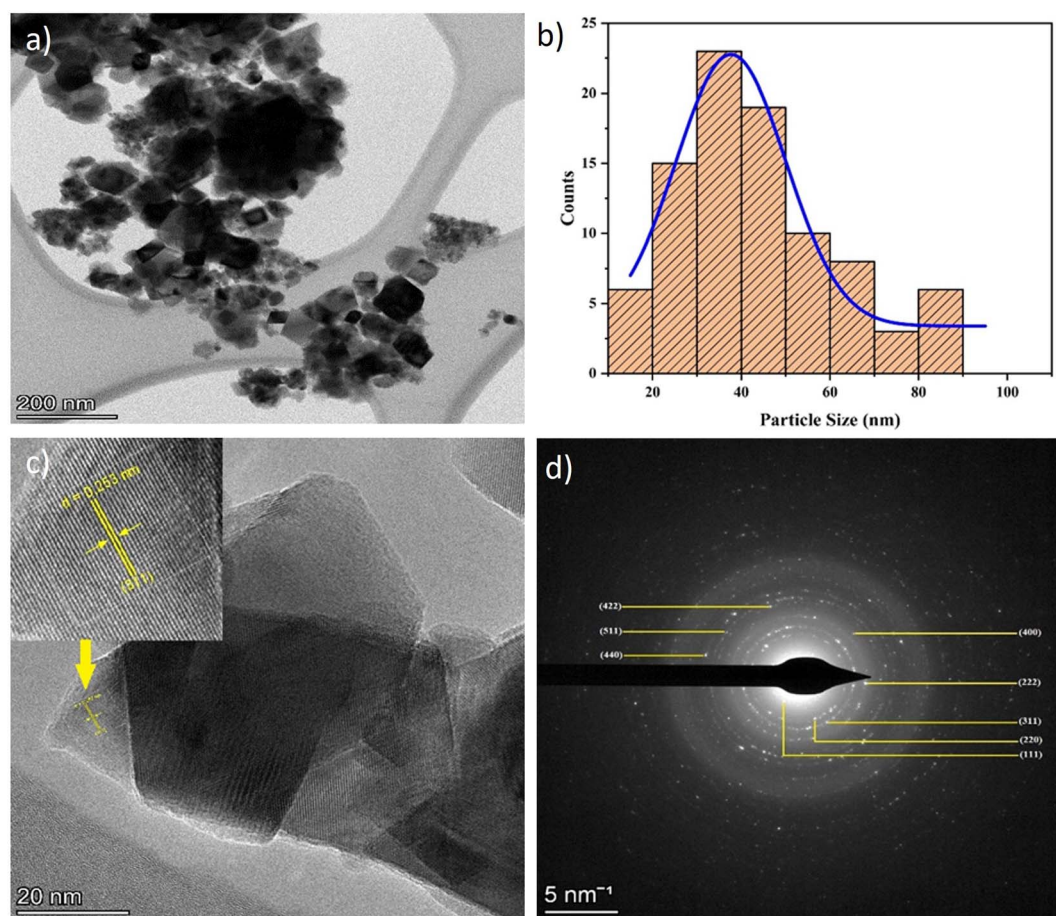 a)
200 nm
b)
25
20
15
10
5
0
Counts
20
40
60
80
100
Particle Size (nm)
c)
d = 0.253 nm
20 nm
d)
(422)
(511)
(440)
(400)
(222)
(311)
(220)
(111)
5 nm⁻¹